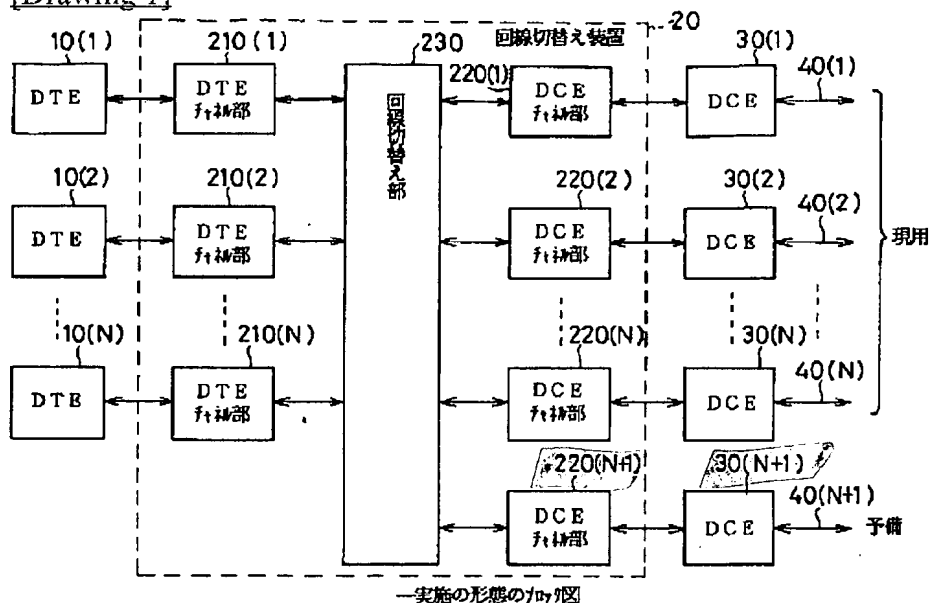 [Drawing 1]
回線切替え装置
20
10(1)
210(1)
230
220(1)
30(1)
40(1)
DTE
DTE
チャネル部
回線切替え部
DCE
チャネル部
DCE
10(2)
210(2)
220(2)
30(2)
40(2)
DTE
DTE
チャネル部
DCE
チャネル部
DCE
現用
10(N)
210(N)
220(N)
30(N)
40(N)
DTE
DTE
チャネル部
DCE
チャネル部
DCE
220(N+1)
30(N+1)
40(N+1)
DCE
チャネル部
DCE
予備
一実施の形態のブロック図